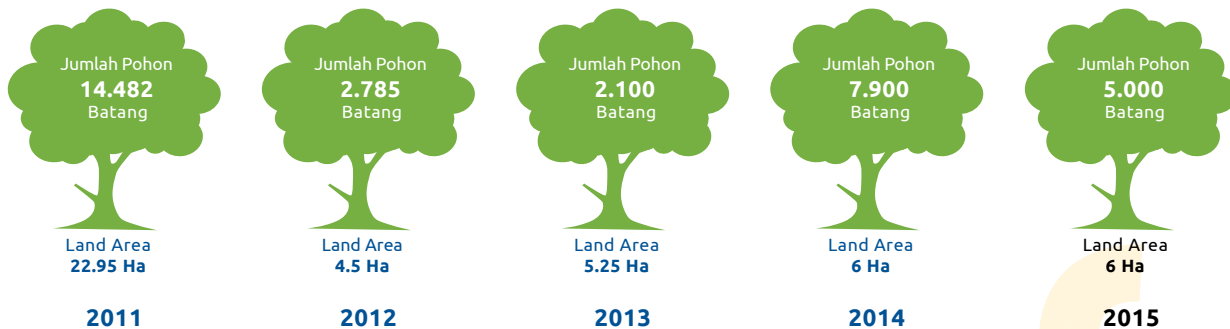 Jumlah Pohon
14.482
Batang
Land Area
22.95 Ha
2011
Jumlah Pohon
2.785
Batang
Land Area
4.5 Ha
2012
Jumlah Pohon
2.100
Batang
Land Area
5.25 Ha
2013
Jumlah Pohon
7.900
Batang
Land Area
6 Ha
2014
Jumlah Pohon
5.000
Batang
Land Area
6 Ha
2015